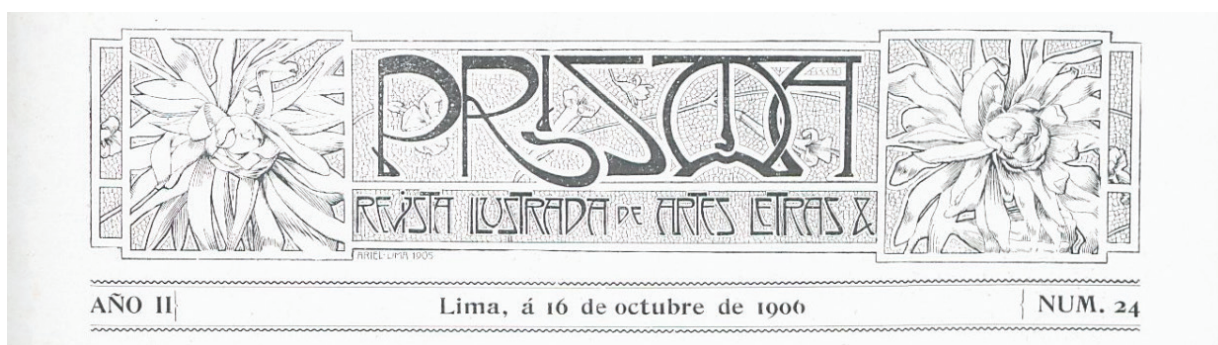 PRISMA
REVISTA ILUSTRADA DE ARTES LETRAS &
ARIEL-LIMA 1905
AÑO II
Lima, á 16 de octubre de 1906
NUM. 24